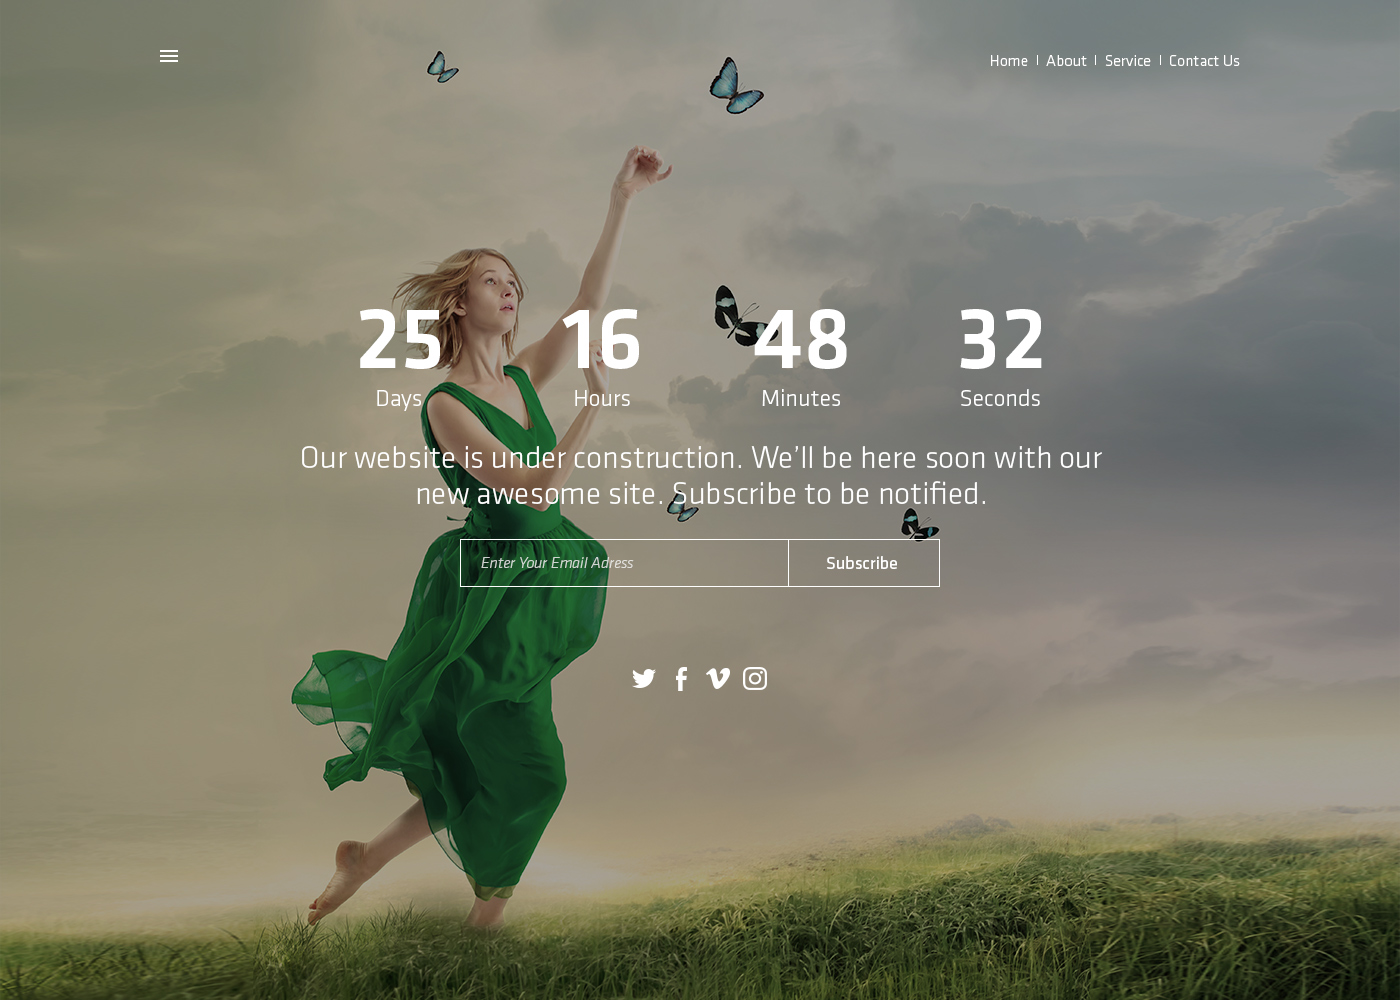 Home | About | Service | Contact Us
25 16 48 32
Days Hours Minutes Seconds
Our website is under construction. We’ll be here soon with our
new awesome site. Subscribe to be notified.
Enter Your Email Adress Subscribe